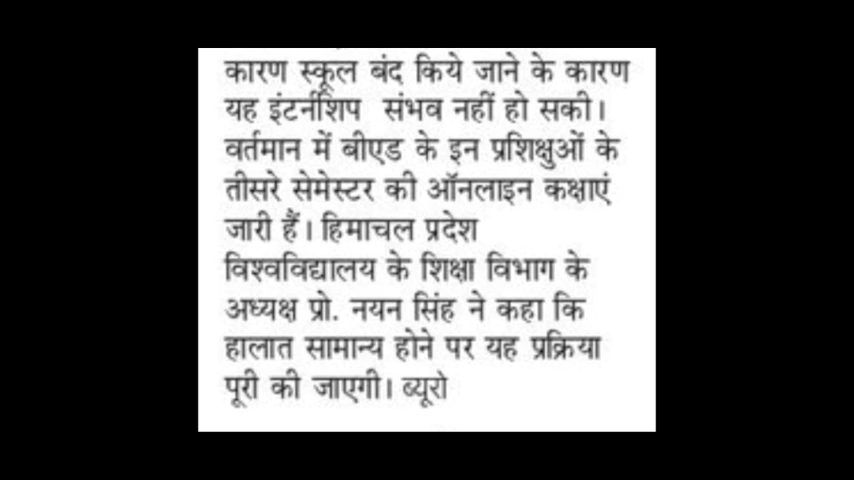 कारण स्कूल बंद किये जाने के कारण
यह इंटर्नशिप संभव नहीं हो सकी।
वर्तमान में बीएड के इन प्रशिक्षुओं के
तीसरे सेमेस्टर की ऑनलाइन कक्षाएं
जारी हैं। हिमाचल प्रदेश
विश्वविद्यालय के शिक्षा विभाग के
अध्यक्ष प्रो. नयन सिंह ने कहा कि
हालात सामान्य होने पर यह प्रक्रिया
पूरी की जाएगी। ब्यूरो